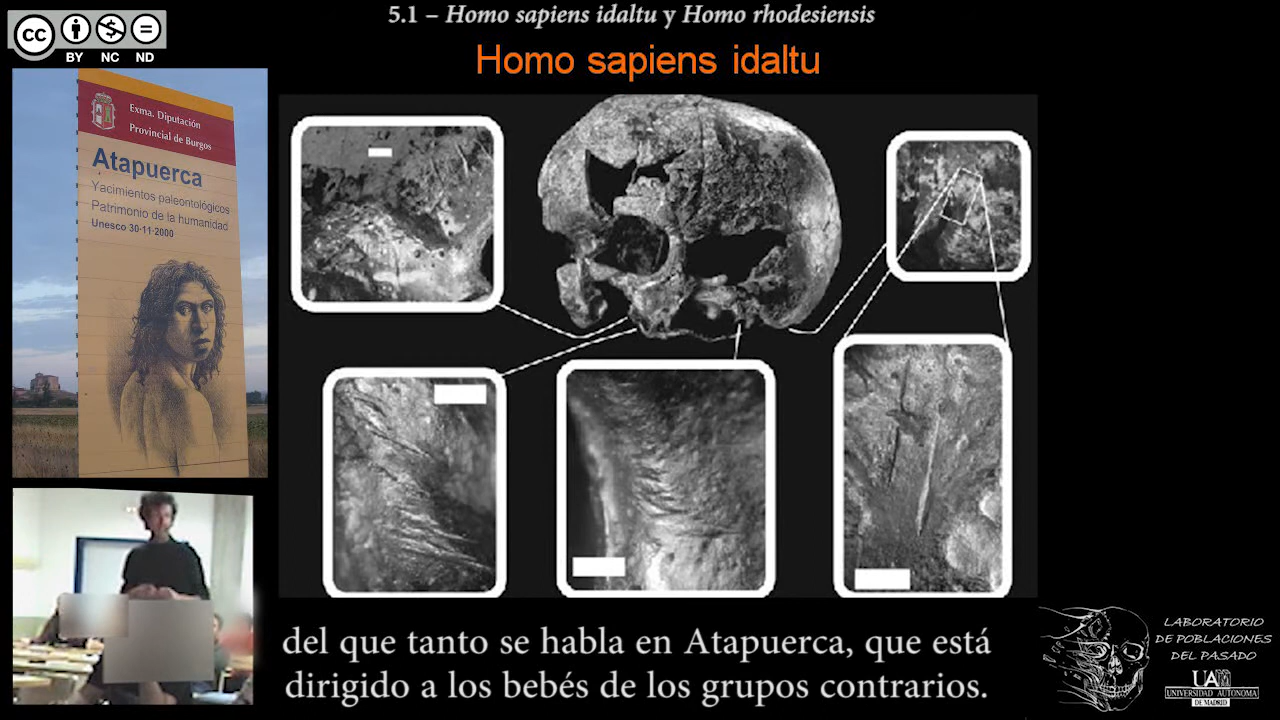 5.1 – Homo sapiens idaltu y Homo rhodesiensis
cc
BY NC ND
Homo sapiens idaltu
Exma. Diputación
Provincial de Burgos
Atapuerca
Yacimientos paleontológicos
Patrimonio de la humanidad
Unesco 30·11·2000
del que tanto se habla en Atapuerca, que está
dirigido a los bebés de los grupos contrarios.
LABORATORIO
DE POBLACIONES
DEL PASADO
UAM
UNIVERSIDAD AUTONOMA
DE MADRID